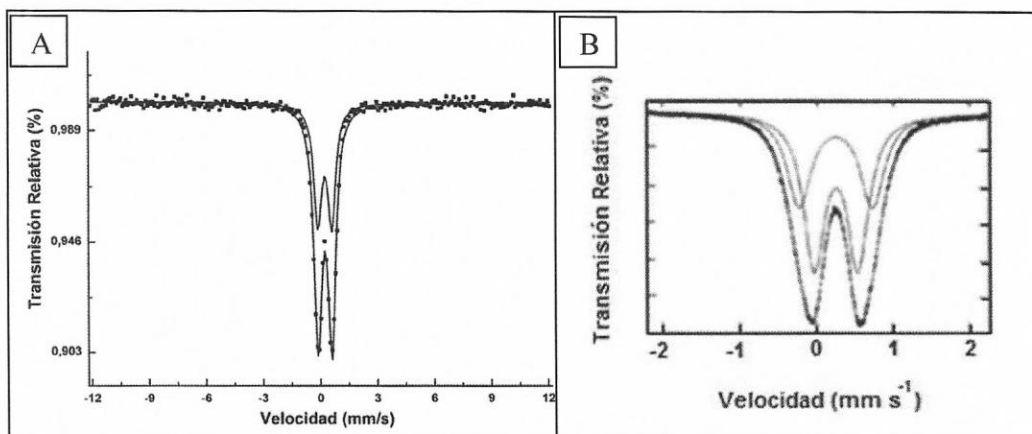 A
Transmisión Relativa (%)
0,989
0,946
0,903
-12 -9 -6 -3 0 3 6 9 12
Velocidad (mm/s)
B
Transmisión Relativa (%)
-2 -1 0 1 2
Velocidad (mm s⁻¹)